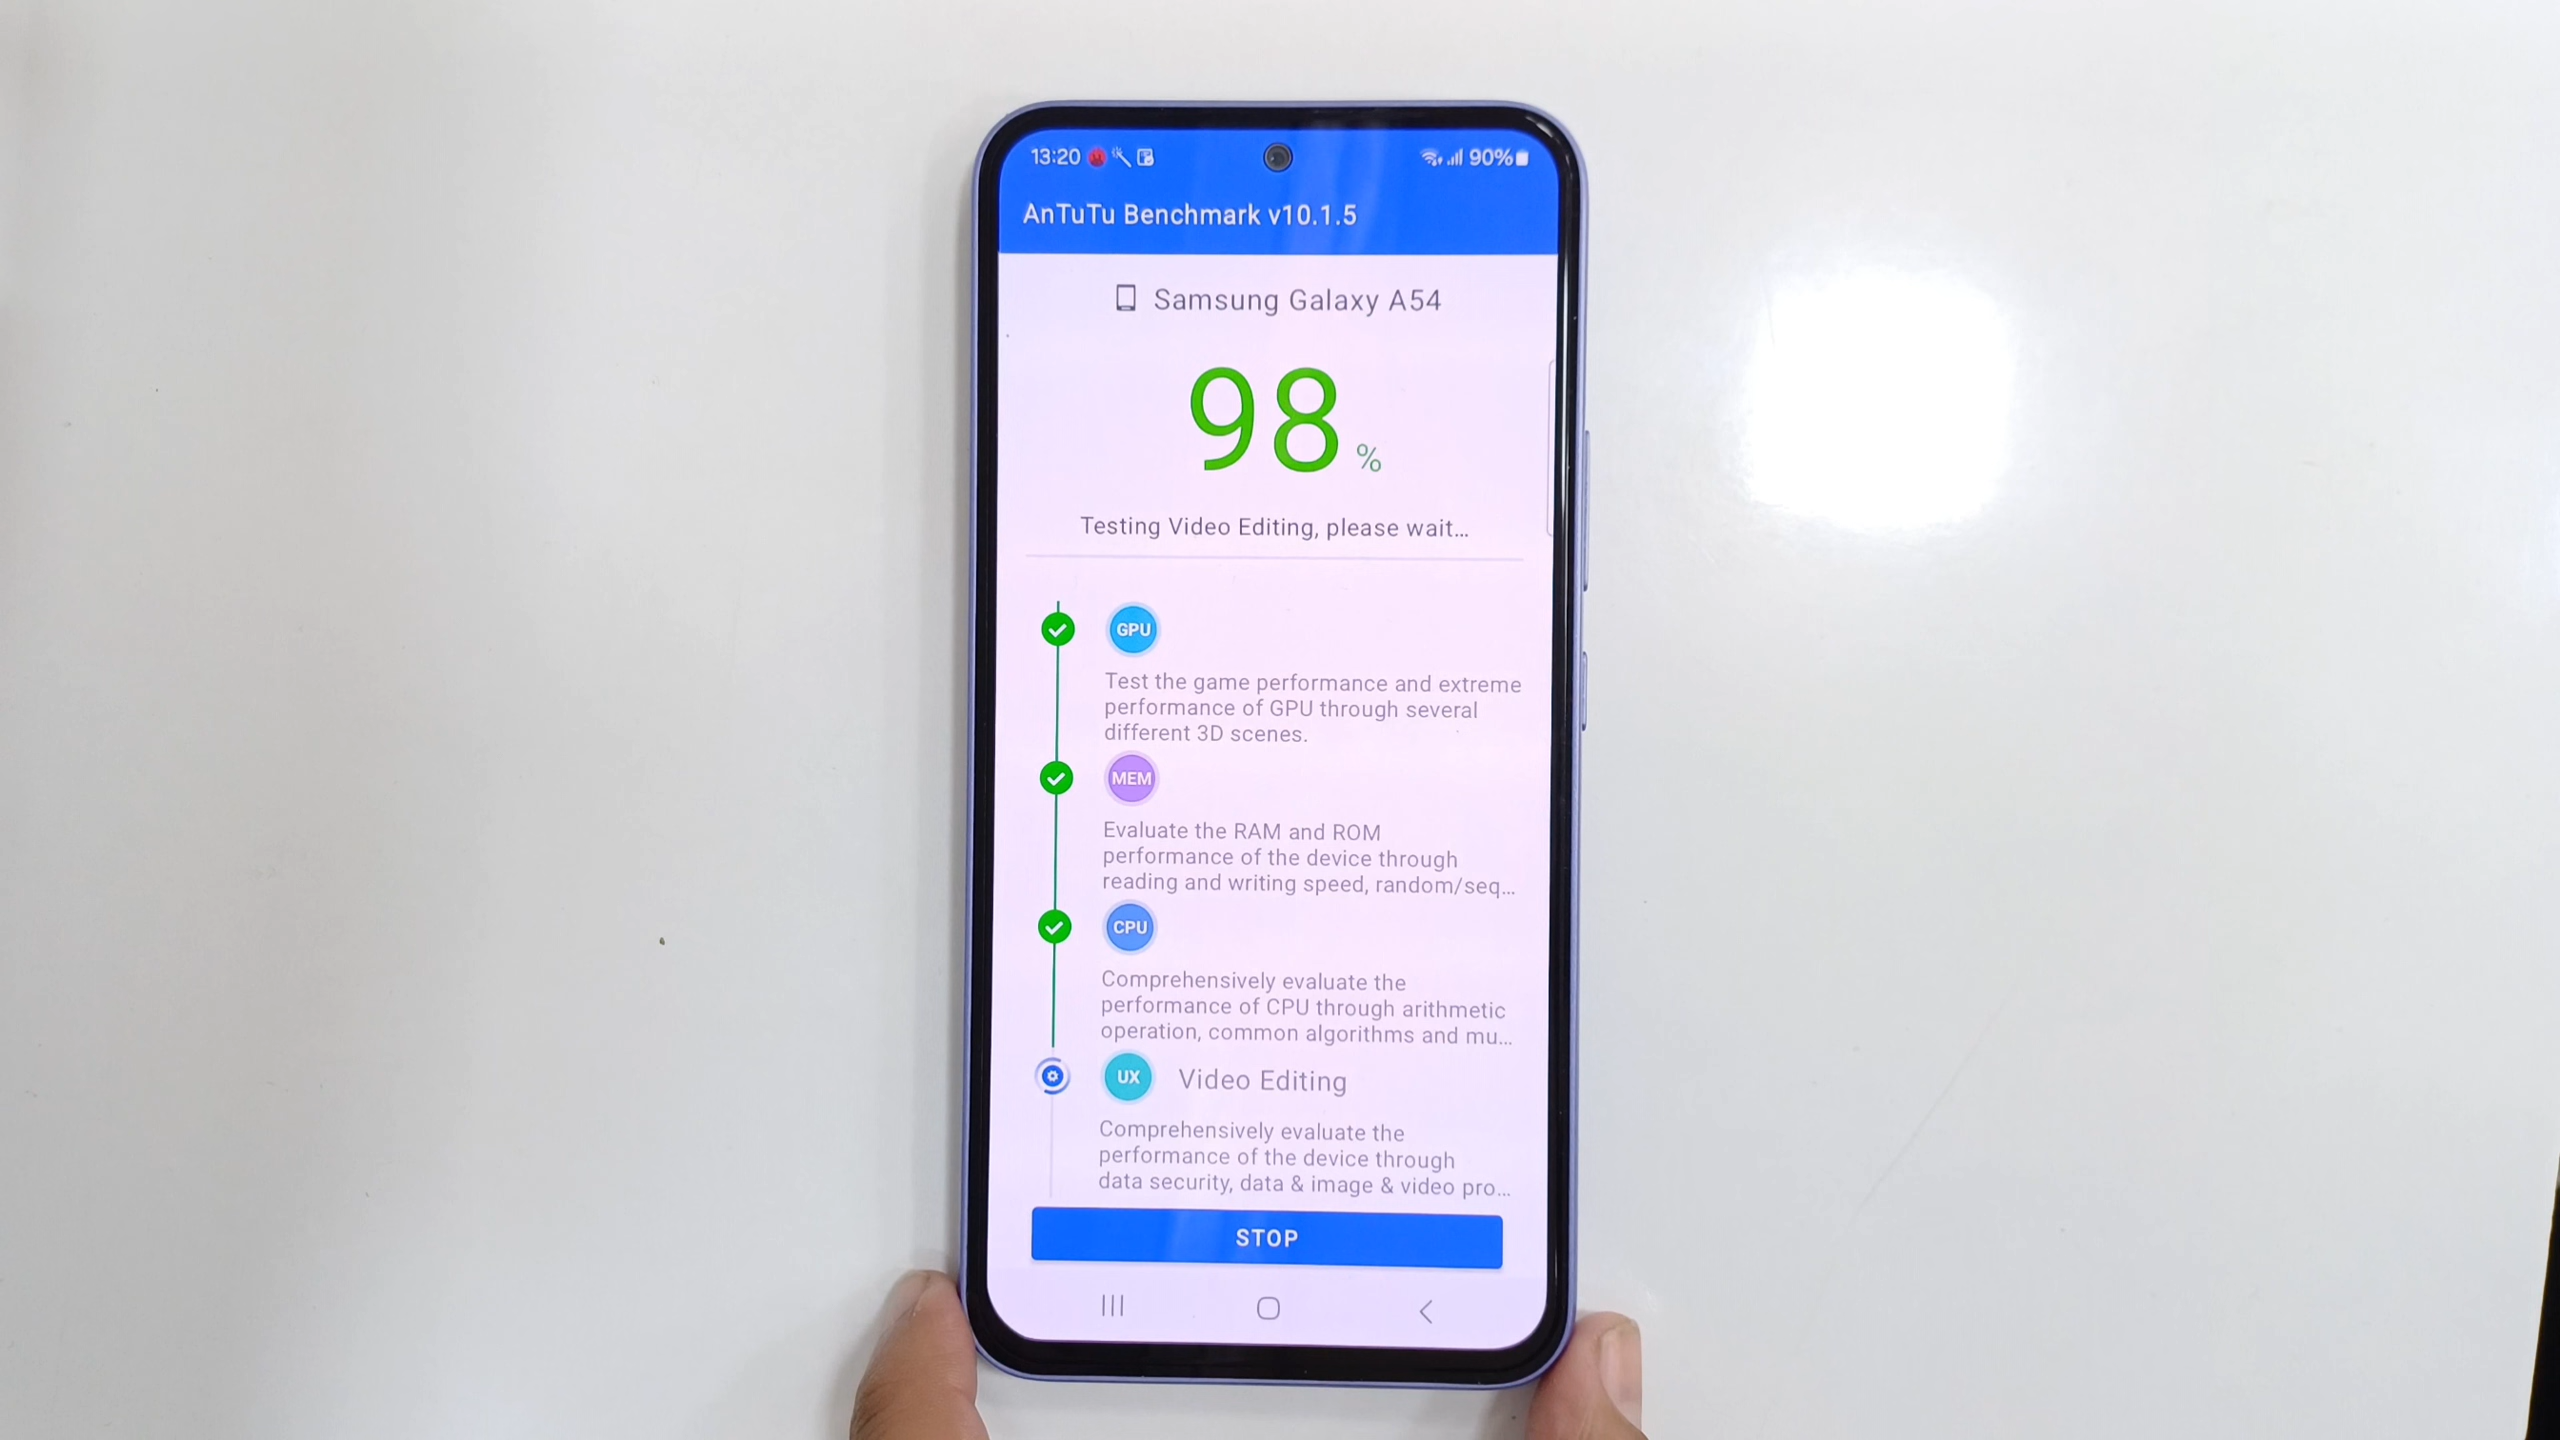 13:20 90%
AnTuTu Benchmark v10.1.5
Samsung Galaxy A54
98 %
Testing Video Editing, please wait...
GPU
Test the game performance and extreme
performance of GPU through several
different 3D scenes.
MEM
Evaluate the RAM and ROM
performance of the device through
reading and writing speed, random/seq...
CPU
Comprehensively evaluate the
performance of CPU through arithmetic
operation, common algorithms and mu...
UX Video Editing
Comprehensively evaluate the
performance of the device through
data security, data & image & video pro...
STOP